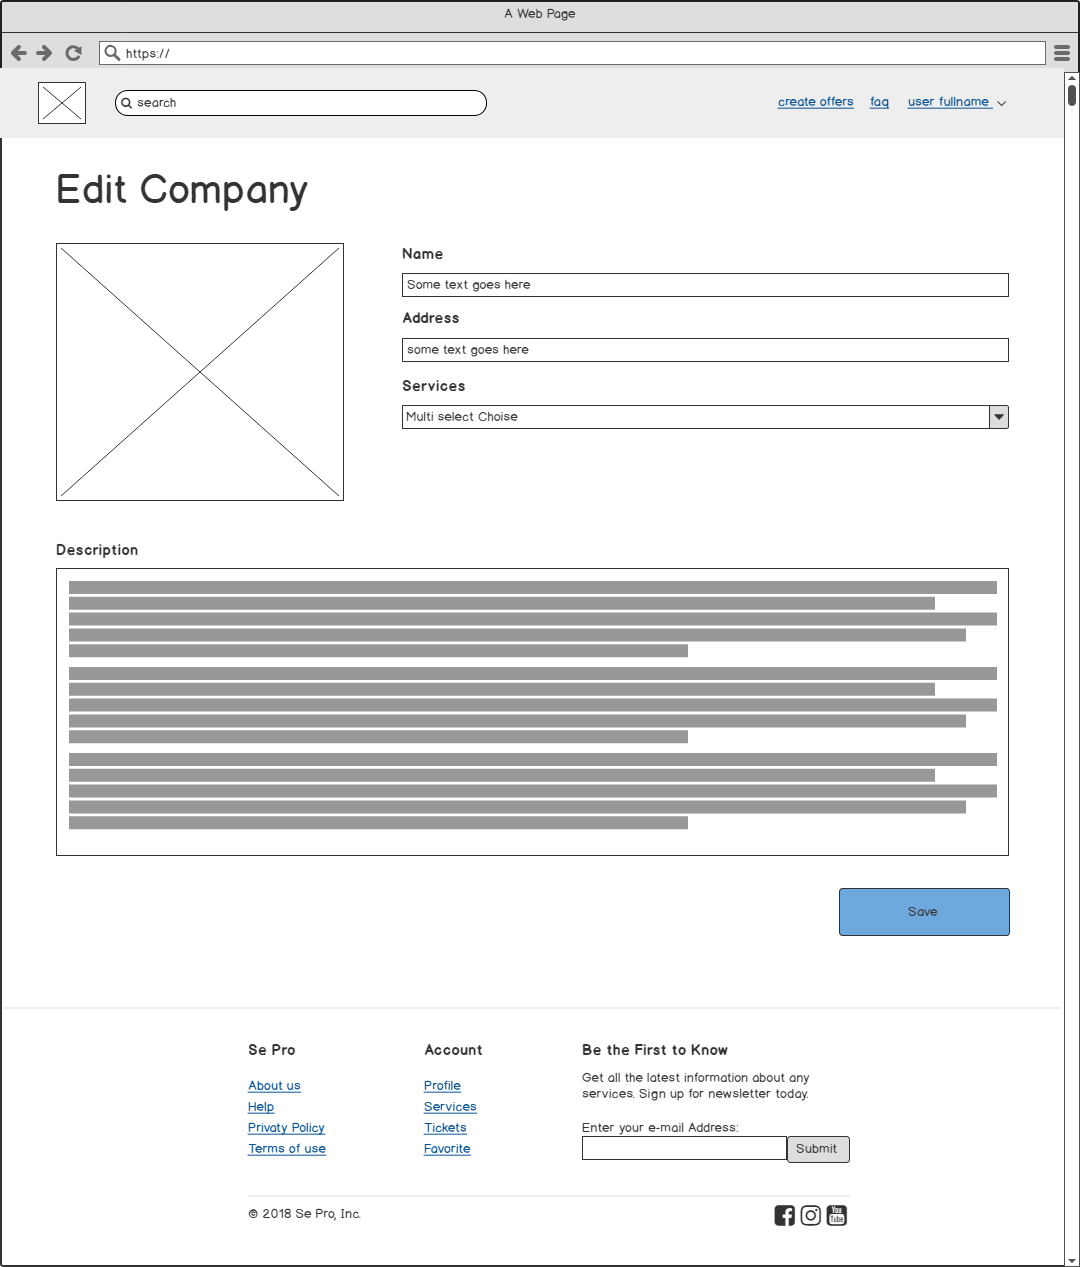 A Web Page
https://
search
create offers faq user fullname
Edit Company
Name
Some text goes here
Address
some text goes here
Services
Multi select Choise
Description
Save
Se Pro
About us
Help
Privaty Policy
Terms of use
Account
Profile
Services
Tickets
Favorite
Be the First to Know
Get all the latest information about any
services. Sign up for newsletter today.
Enter your e-mail Address:
Submit
© 2018 Se Pro, Inc.
You
Tube